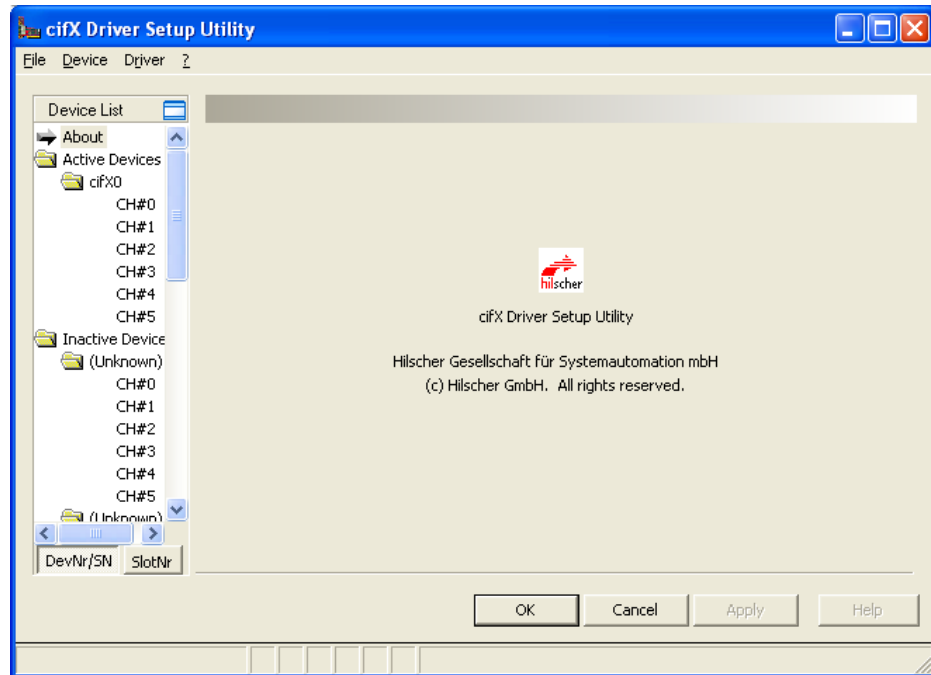 cifX Driver Setup Utility
File Device Driver ?
Device List
About
Active Devices
cifX0
CH#0
CH#1
CH#2
CH#3
CH#4
CH#5
Inactive Device
(Unknown)
CH#0
CH#1
CH#2
CH#3
CH#4
CH#5
(Unknown)
DevNr/SN SlotNr
hilscher
cifX Driver Setup Utility
Hilscher Gesellschaft für Systemautomation mbH
(c) Hilscher GmbH. All rights reserved.
OK Cancel Apply Help